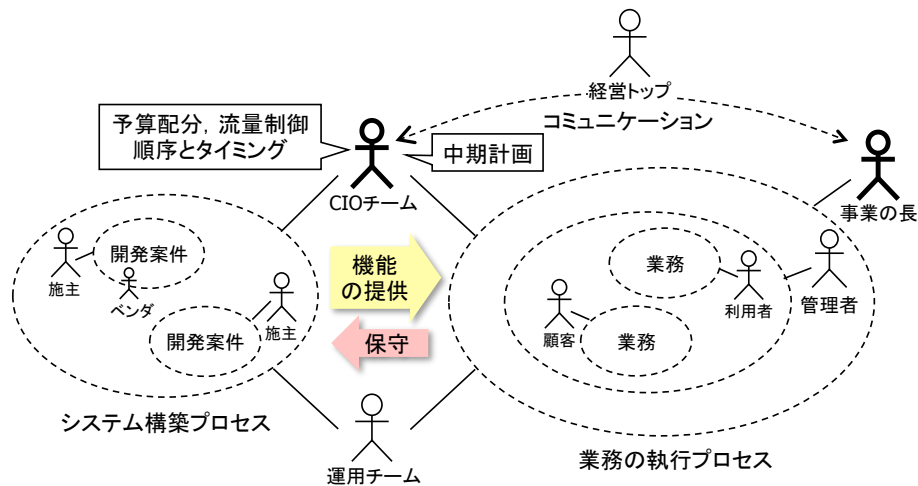 経営トップ
コミュニケーション
予算配分，流量制御
順序とタイミング
中期計画
CIOチーム
事業の長
開発案件
施主
ベンダ
開発案件
施主
機能
の提供
保守
業務
利用者
管理者
顧客
業務
システム構築プロセス
運用チーム
業務の執行プロセス